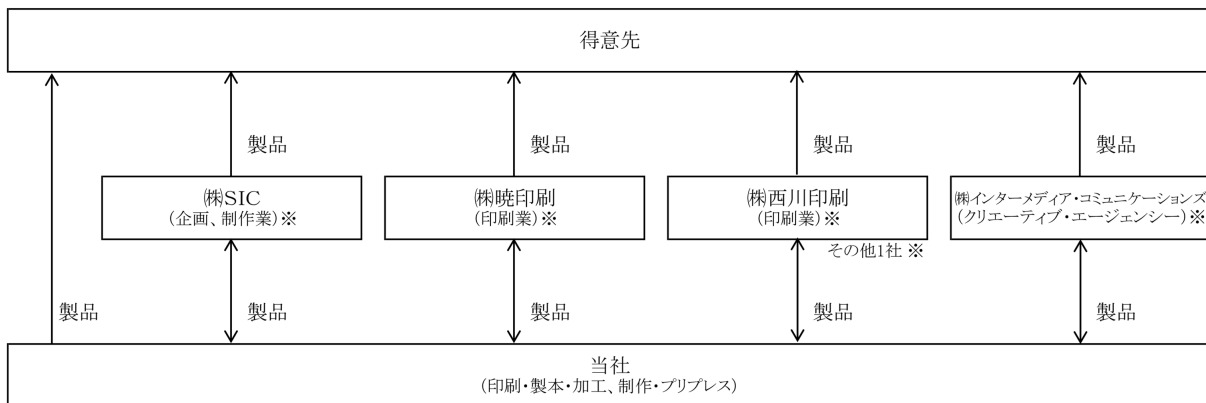 得意先
製品
製品
製品
製品
㈱SIC
(企画、制作業)※
㈱暁印刷
(印刷業)※
㈱西川印刷
(印刷業)※
㈱インターメディア・コミュニケーションズ
(クリエーティブ・エージェンシー)※
その他1社 ※
製品
製品
製品
製品
製品
当社
(印刷・製本・加工、制作・プリプレス)